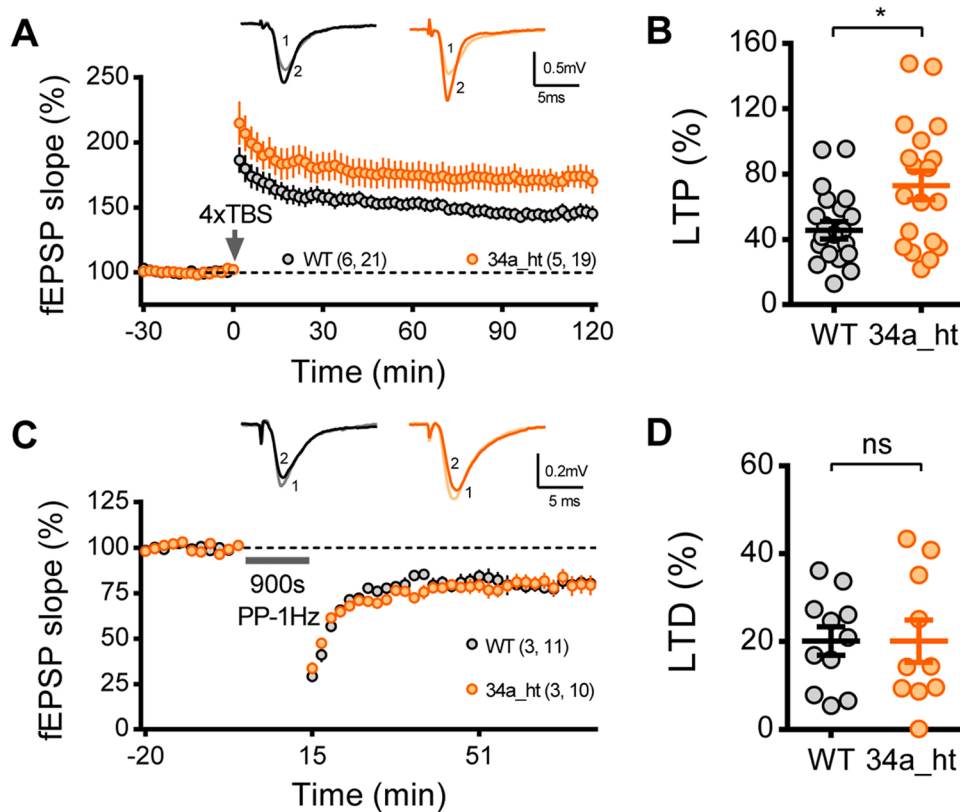 A
1
2
1
2
0.5mV
5ms
fEPSP slope (%)
250
200
150
100
4xTBS
WT (6, 21)
34a_ht (5, 19)
-30
0
30
60
90
120
Time (min)
B
*
LTP (%)
160
120
80
40
0
WT
34a_ht
C
2
1
2
1
0.2mV
5 ms
fEPSP slope (%)
125
100
75
50
25
0
900s
PP-1Hz
WT (3, 11)
34a_ht (3, 10)
-20
15
51
Time (min)
D
ns
LTD (%)
60
40
20
0
WT
34a_ht